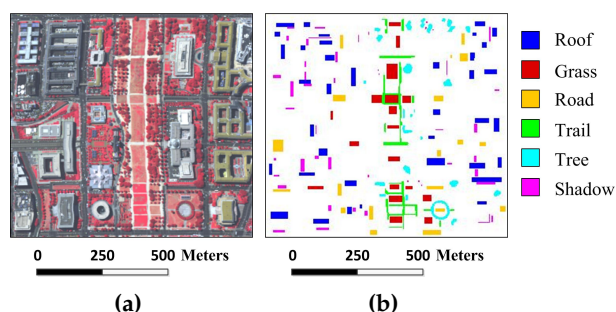 Roof
Grass
Road
Trail
Tree
Shadow
0 250 500 Meters
0 250 500 Meters
(a)
(b)